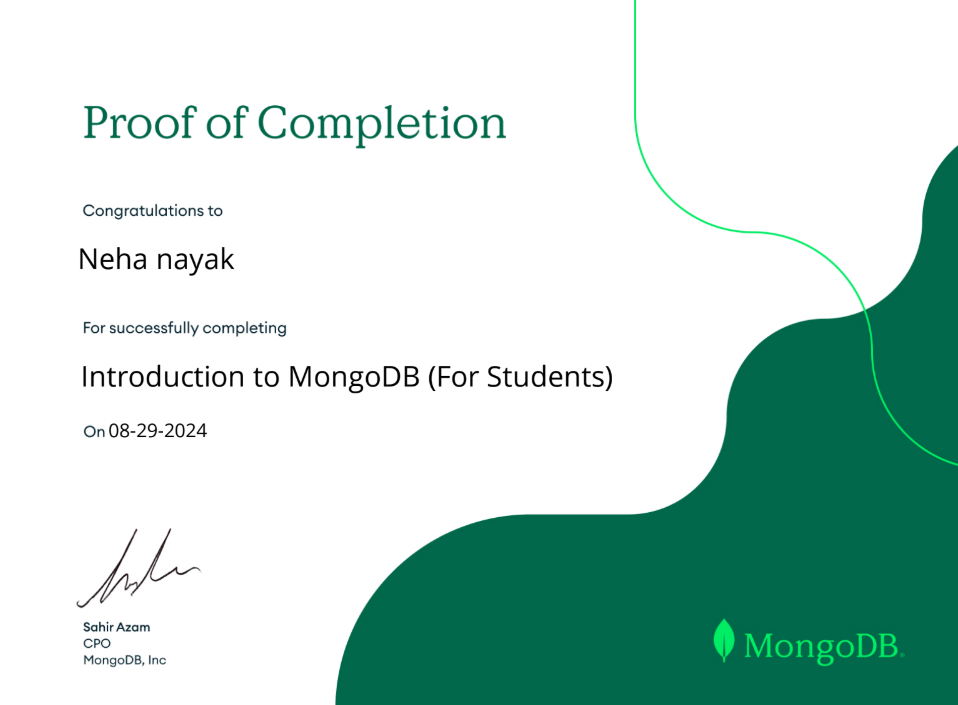 Proof of Completion
Congratulations to
Neha nayak
For successfully completing
Introduction to MongoDB (For Students)
On 08-29-2024
Sahir Azam
CPO
MongoDB, Inc
MongoDB®